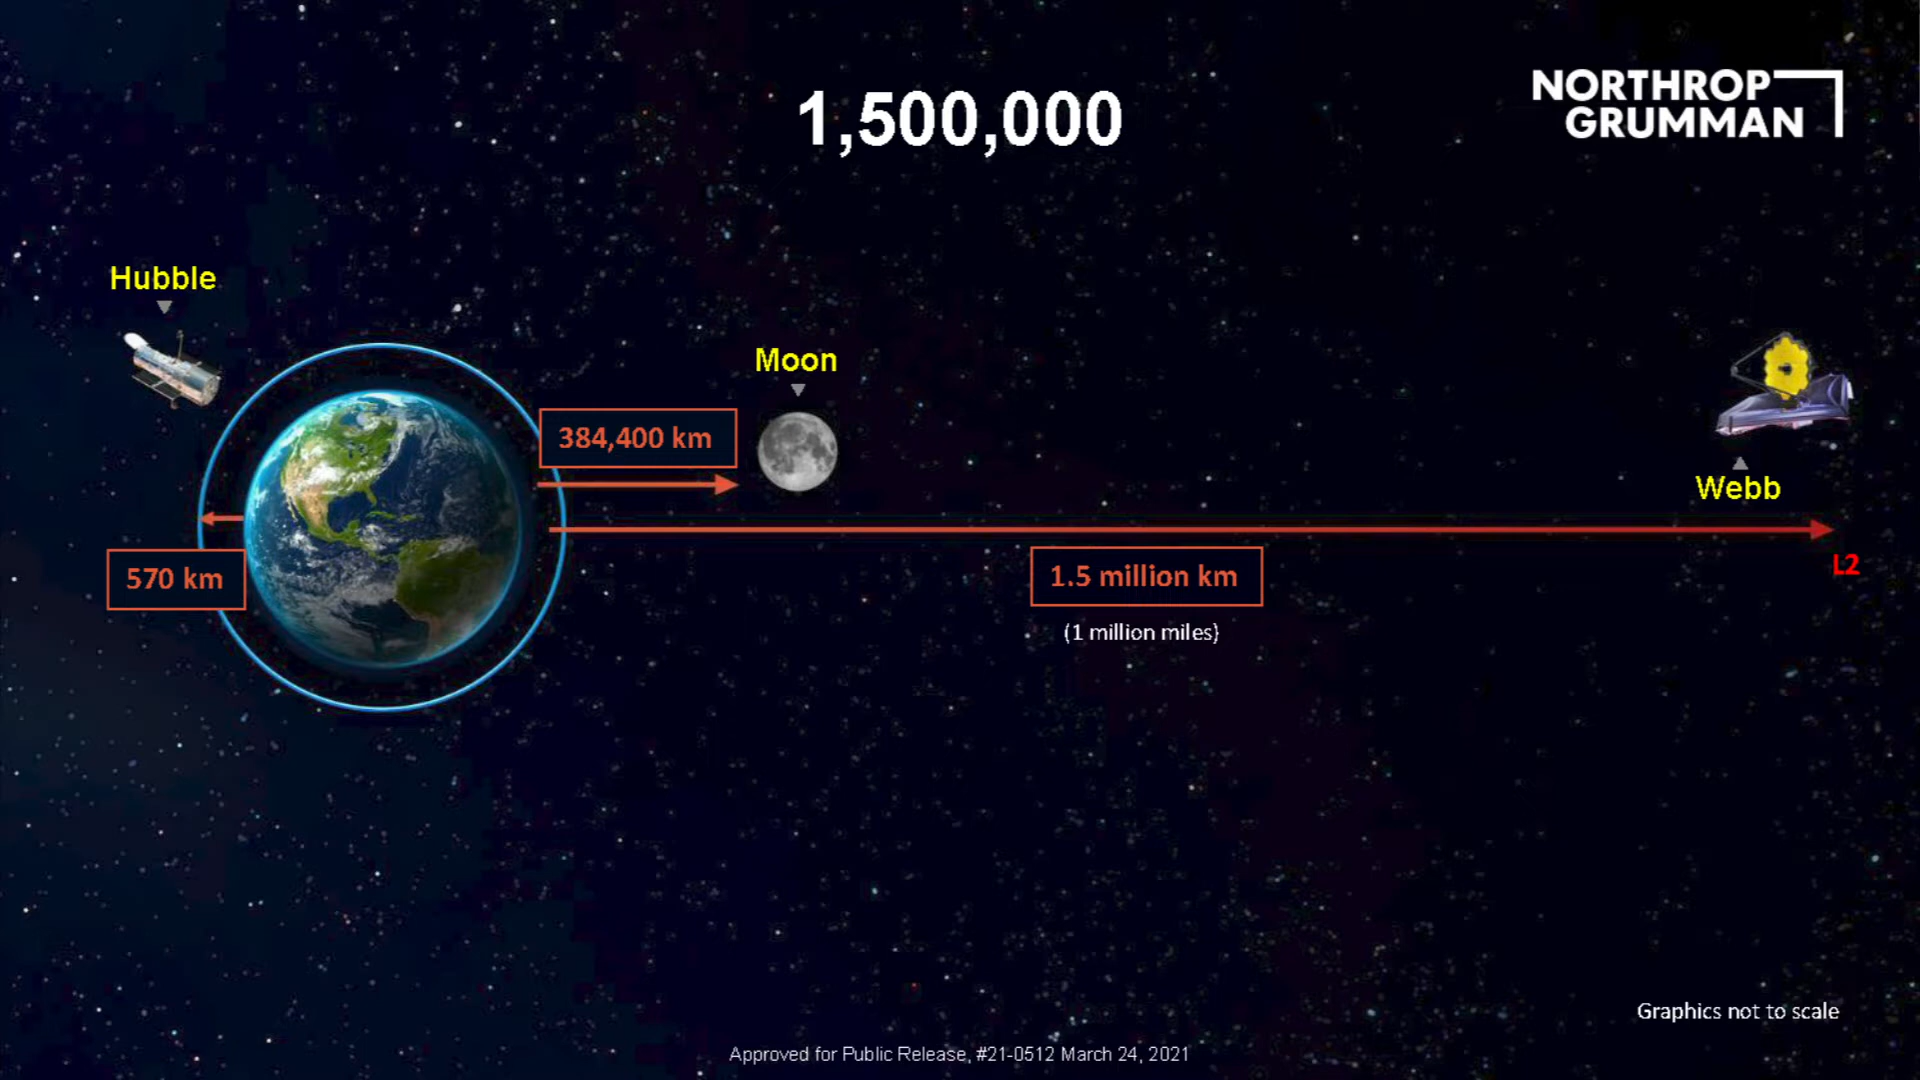 1,500,000
NORTHROP
GRUMMAN
Hubble
Moon
384,400 km
Webb
570 km
1.5 million km
L2
(1 million miles)
Graphics not to scale
Approved for Public Release, #21-0512 March 24, 2021